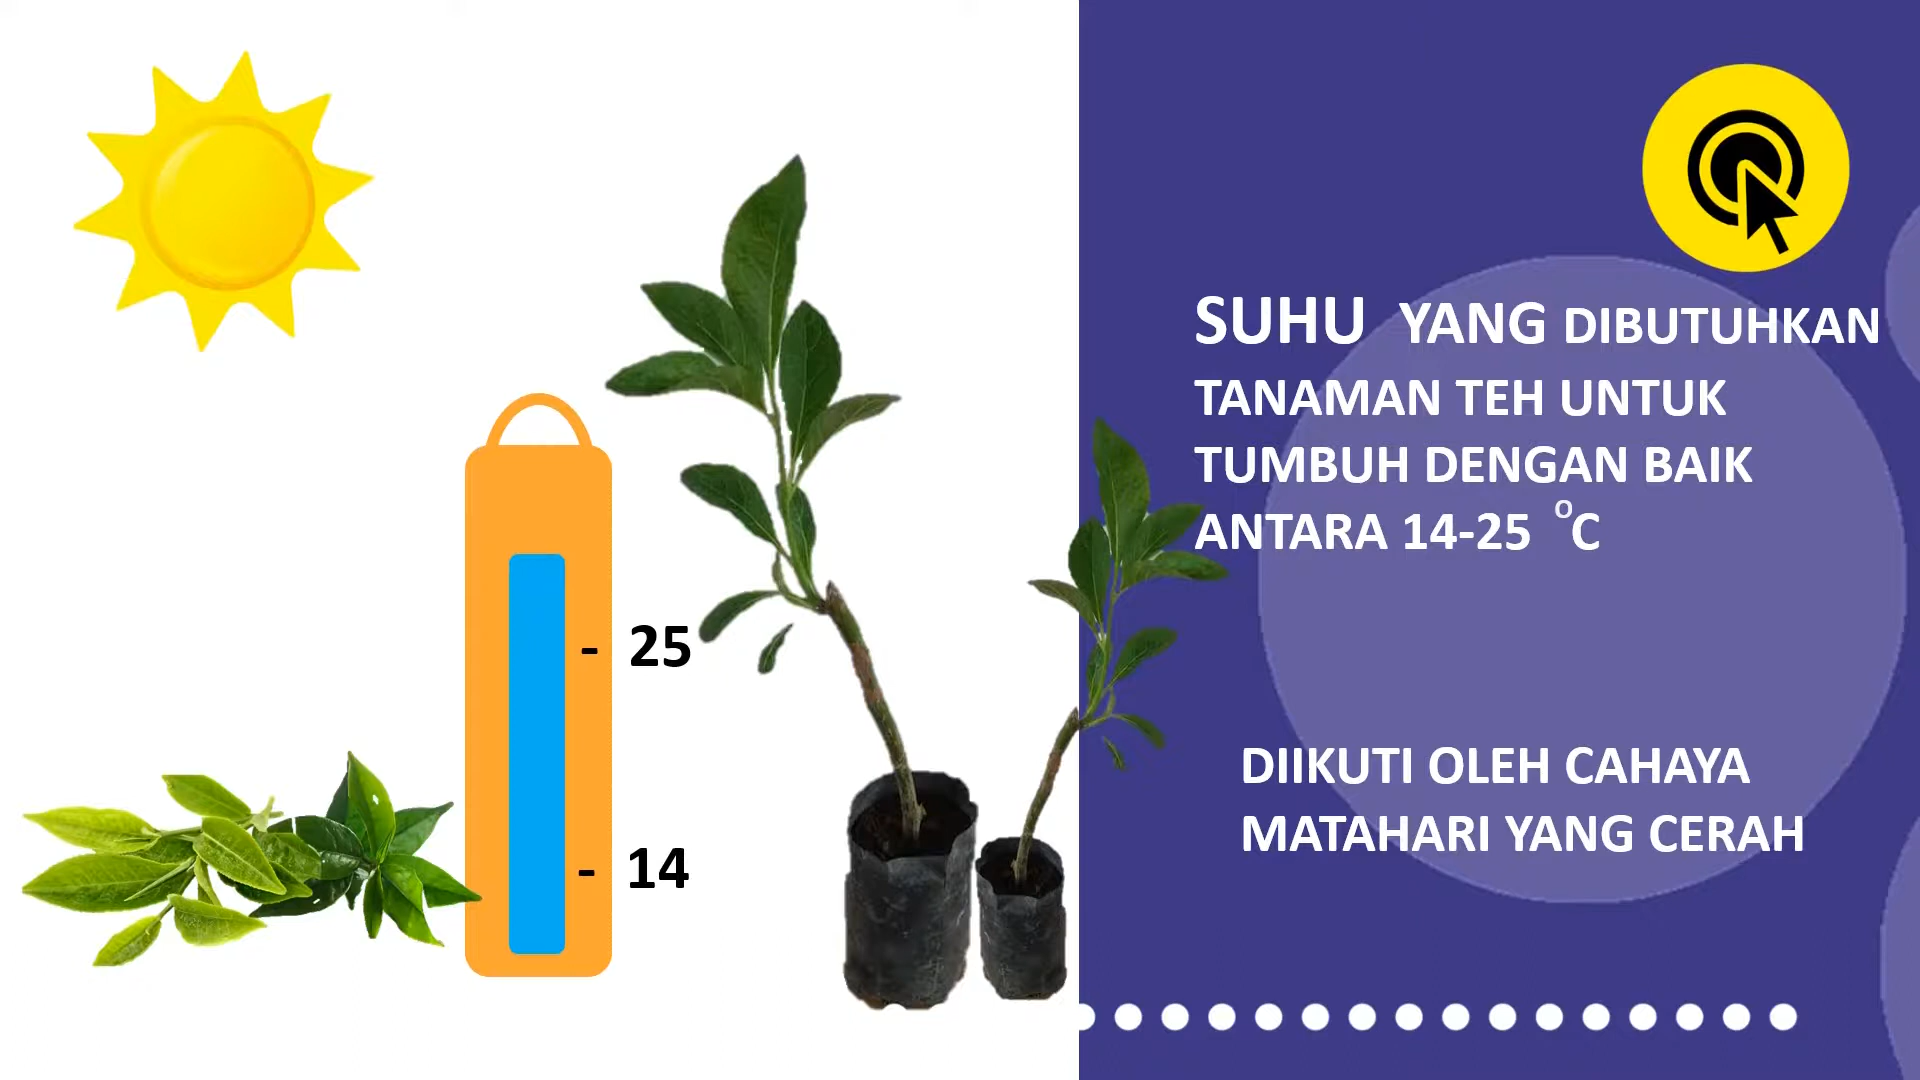 SUHU YANG DIBUTUHKAN
TANAMAN TEH UNTUK
TUMBUH DENGAN BAIK
ANTARA 14-25 °C
- 25
- 14
DIIKUTI OLEH CAHAYA
MATAHARI YANG CERAH